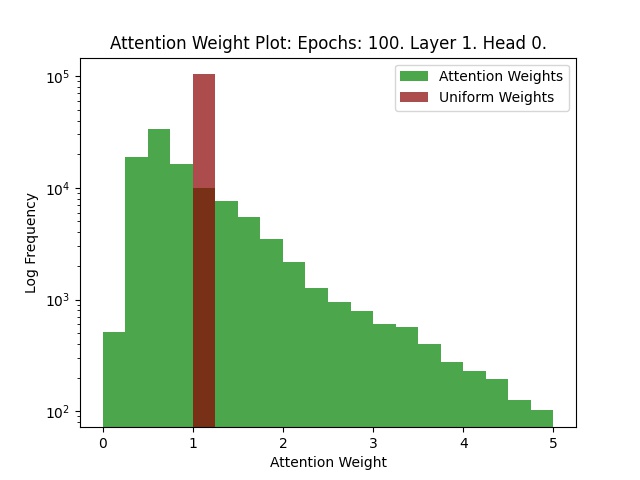 Attention Weight Plot: Epochs: 100. Layer 1. Head 0.
Attention Weights
Uniform Weights
Log Frequency
10^5
10^4
10^3
10^2
0 1 2 3 4 5
Attention Weight